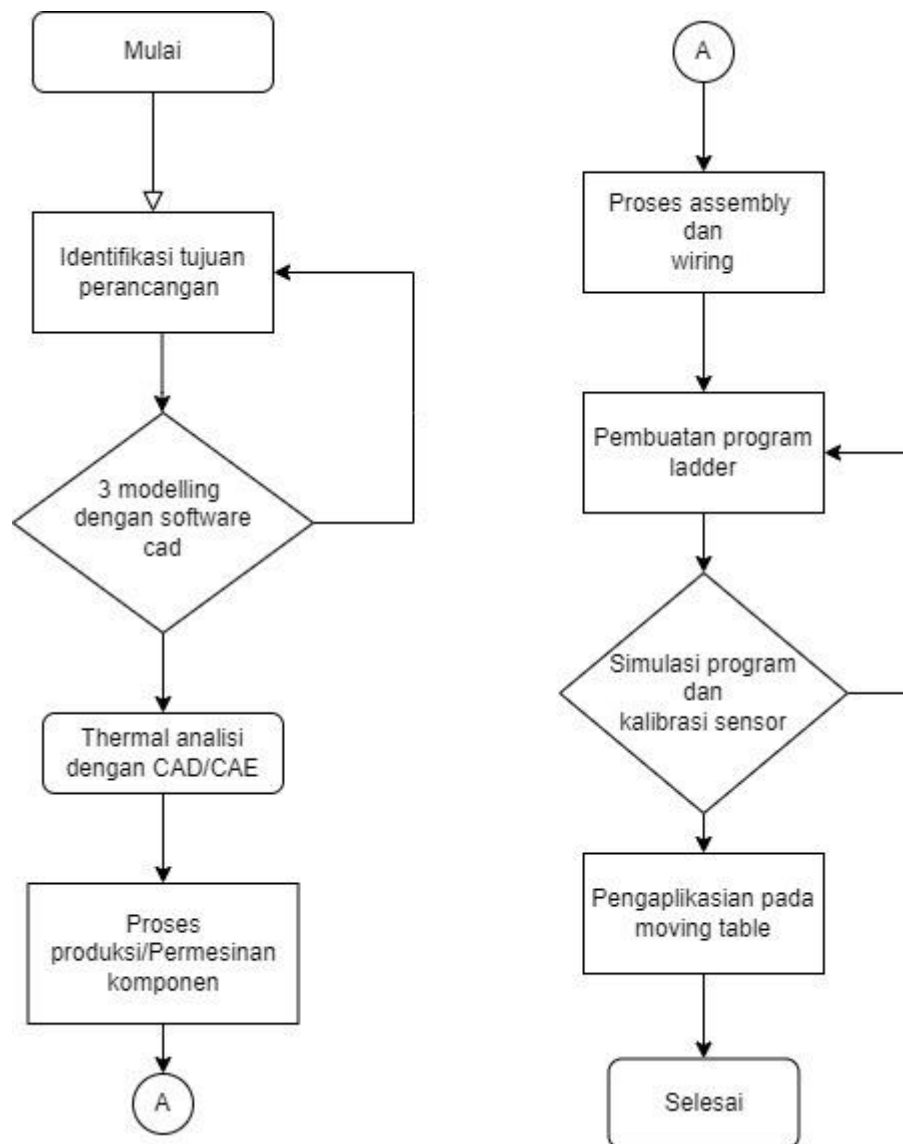 Mulai
Identifikasi tujuan
perancangan
3 modelling
dengan software
cad
Thermal analisi
dengan CAD/CAE
Proses
produksi/Permesinan
komponen
A
A
Proses assembly
dan
wiring
Pembuatan program
ladder
Simulasi program
dan
kalibrasi sensor
Pengaplikasian pada
moving table
Selesai